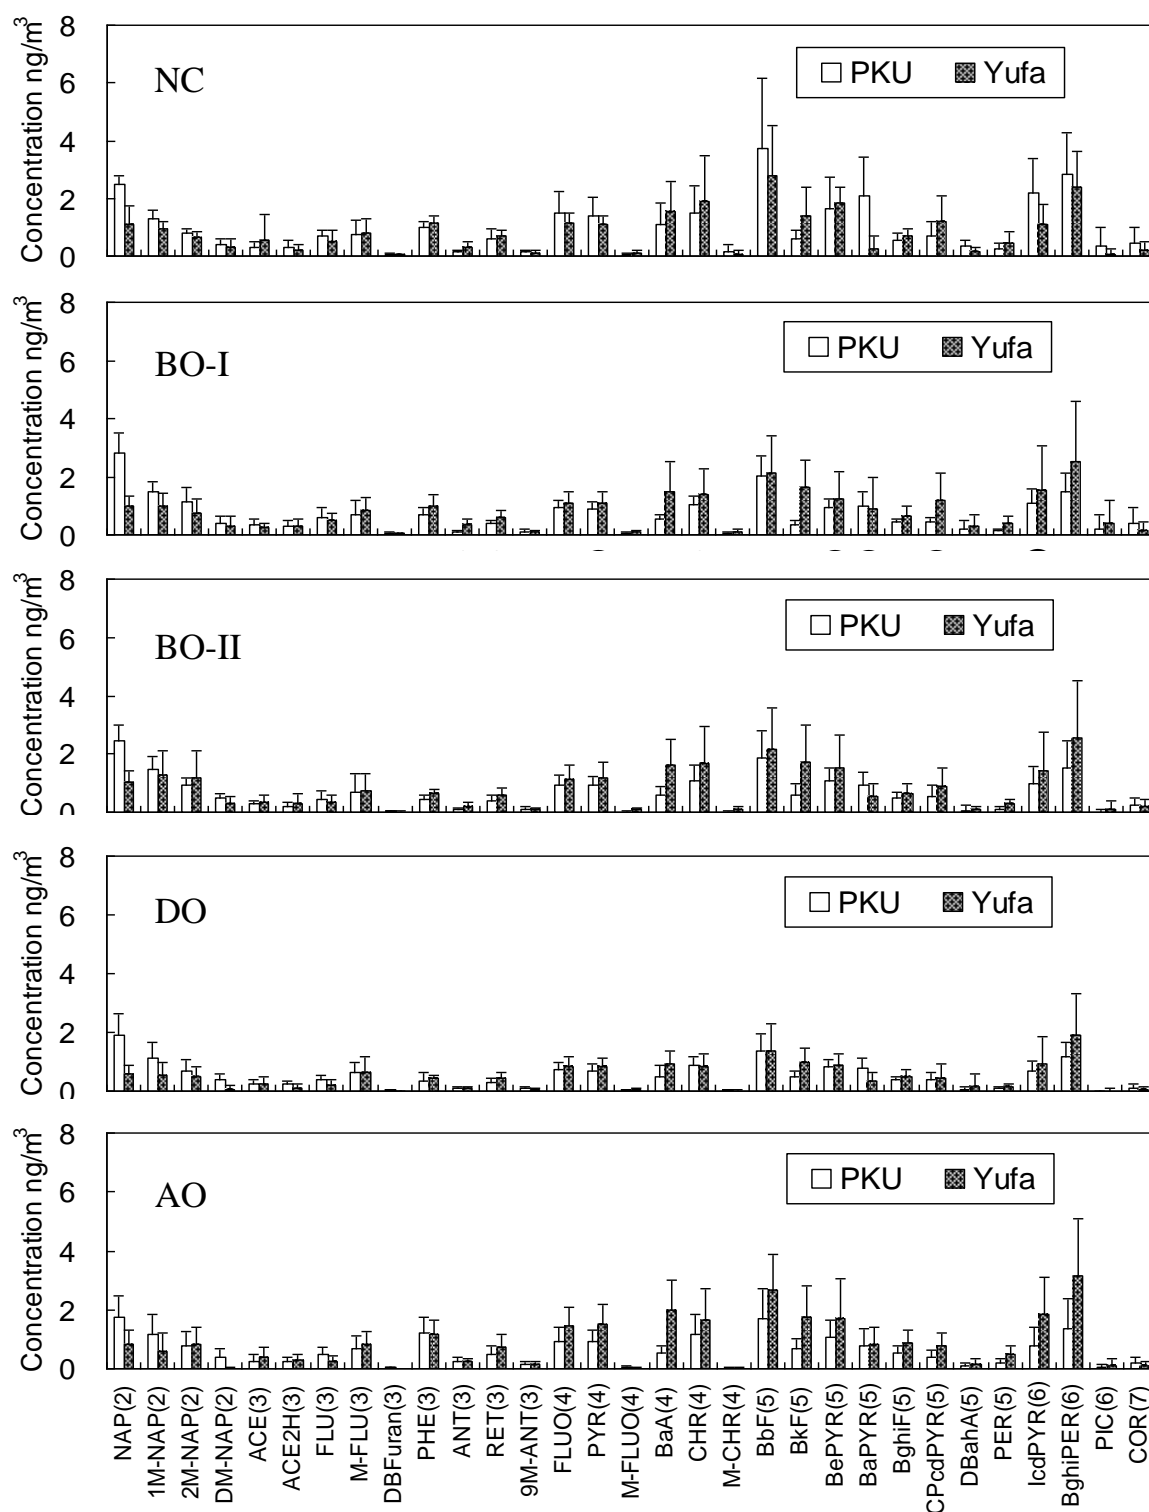 Concentration ng/m³
8
6
4
2
0
NC
PKU Yufa
Concentration ng/m³
8
6
4
2
0
BO-I
PKU Yufa
Concentration ng/m³
8
6
4
2
0
BO-II
PKU Yufa
Concentration ng/m³
8
6
4
2
0
DO
PKU Yufa
Concentration ng/m³
8
6
4
2
0
AO
PKU Yufa
NAP(2)
1M-NAP(2)
2M-NAP(2)
DM-NAP(2)
ACE(3)
ACE2H(3)
FLU(3)
M-FLU(3)
DBFuran(3)
PHE(3)
ANT(3)
RET(3)
9M-ANT(3)
FLUO(4)
PYR(4)
M-FLUO(4)
BaA(4)
CHR(4)
M-CHR(4)
BbF(5)
BkF(5)
BePYR(5)
BaPYR(5)
BghiF(5)
CPcdPYR(5)
DBahA(5)
PER(5)
IcdPYR(6)
BghiPER(6)
PIC(6)
COR(7)